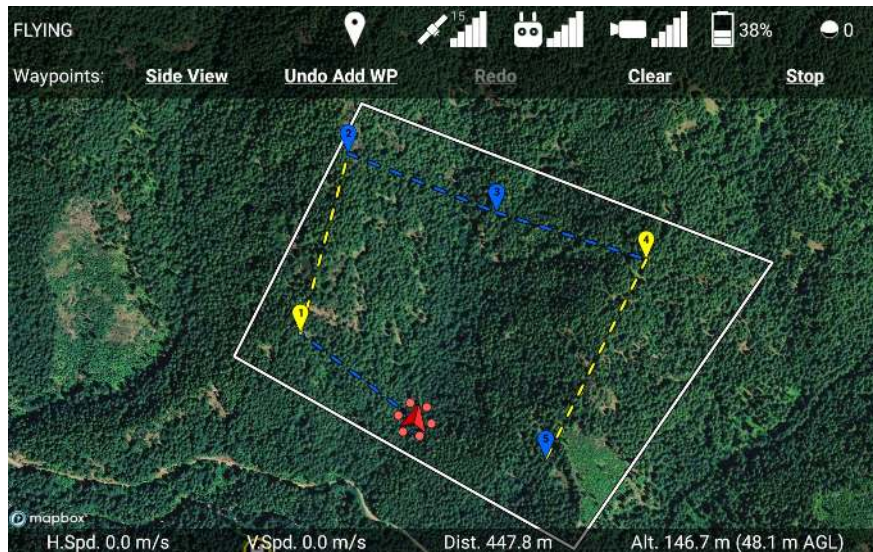 FLYING
15
38%
0
Waypoints: Side View Undo Add WP Redo Clear Stop
2
3
4
1
5
mapbox
H.Spd. 0.0 m/s V.Spd. 0.0 m/s Dist. 447.8 m Alt. 146.7 m (48.1 m AGL)